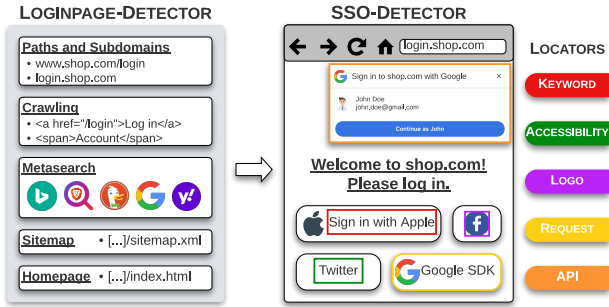 LOGINPAGE-DETECTOR
Paths and Subdomains
• www.shop.com/login
• login.shop.com
Crawling
• <a href="/login">Log in</a>
• <span>Account</span>
Metasearch
Sitemap • [...]/sitemap.xml
Homepage • [...]/index.html
SSO-DETECTOR
login.shop.com
Sign in to shop.com with Google ×
John Doe
john.doe@gmail.com
Continue as John
Welcome to shop.com!
Please log in.
Sign in with Apple
Twitter
Google SDK
LOCATORS
KEYWORD
ACCESSIBILITY
LOGO
REQUEST
API